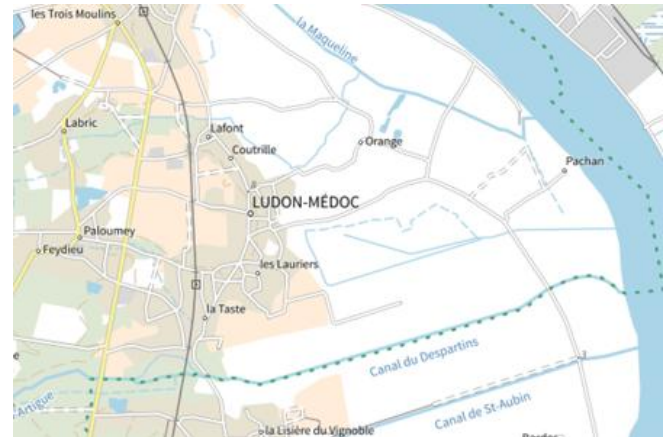 les Trois Moulins
la Maqueline
Labric
Lafont
Coutrille
Orange
Pachan
LUDON-MÉDOC
Paloumey
Feydieu
les Lauriers
la Taste
Canal du Despartins
Artigue
Canal de St-Aubin
la Lisière du Vignoble